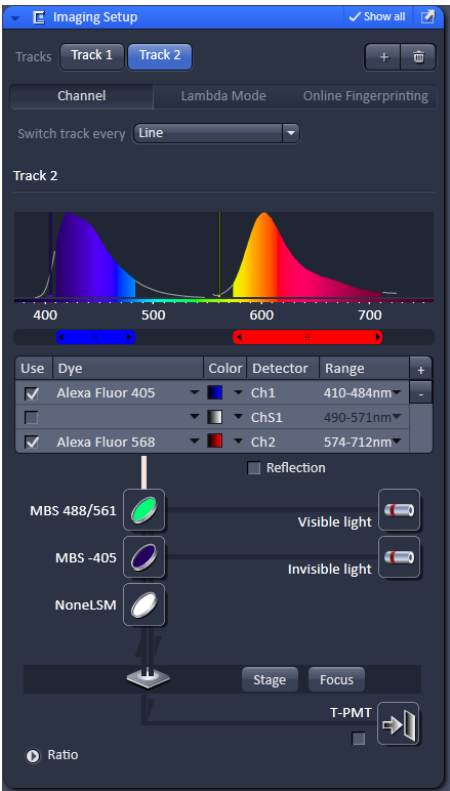 Imaging Setup Show all
Tracks Track 1 Track 2 +
Channel Lambda Mode Online Fingerprinting
Switch track every Line
Track 2
400 500 600 700
Use Dye Color Detector Range +
Alexa Fluor 405 Ch1 410-484nm -
ChS1 490-571nm
Alexa Fluor 568 Ch2 574-712nm
Reflection
MBS 488/561
Visible light
MBS -405
Invisible light
NoneLSM
Stage Focus
T-PMT
Ratio